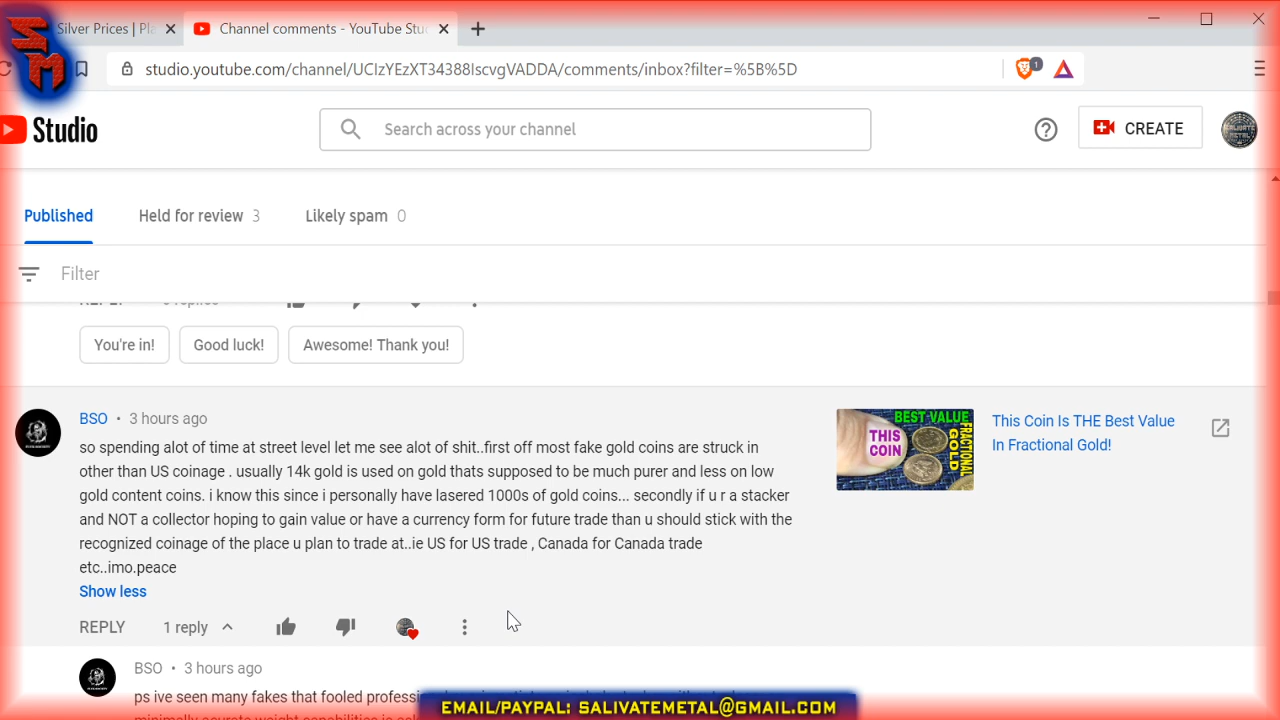 SM
Silver Prices | Pla
Channel comments - YouTube Stu
studio.youtube.com/channel/UCIzYEzXT34388IscvgVADDA/comments/inbox?filter=%5B%5D
1
Studio
Search across your channel
CREATE
SALIVATE
METAL
Published
Held for review 3
Likely spam 0
Filter
REPLY
You're in!
Good luck!
Awesome! Thank you!
BSO • 3 hours ago
so spending alot of time at street level let me see alot of shit..first off most fake gold coins are struck in
other than US coinage . usually 14k gold is used on gold thats supposed to be much purer and less on low
gold content coins. i know this since i personally have lasered 1000s of gold coins... secondly if u r a stacker
and NOT a collector hoping to gain value or have a currency form for future trade than u should stick with the
recognized coinage of the place u plan to trade at..ie US for US trade , Canada for Canada trade
etc..imo.peace
Show less
BEST VALUE
THIS
COIN
FRACTIONAL
GOLD
This Coin Is THE Best Value
In Fractional Gold!
REPLY
1 reply
BSO • 3 hours ago
ps ive seen many fakes that fooled professi
EMAIL/PAYPAL: SALIVATEMETAL@GMAIL.COM